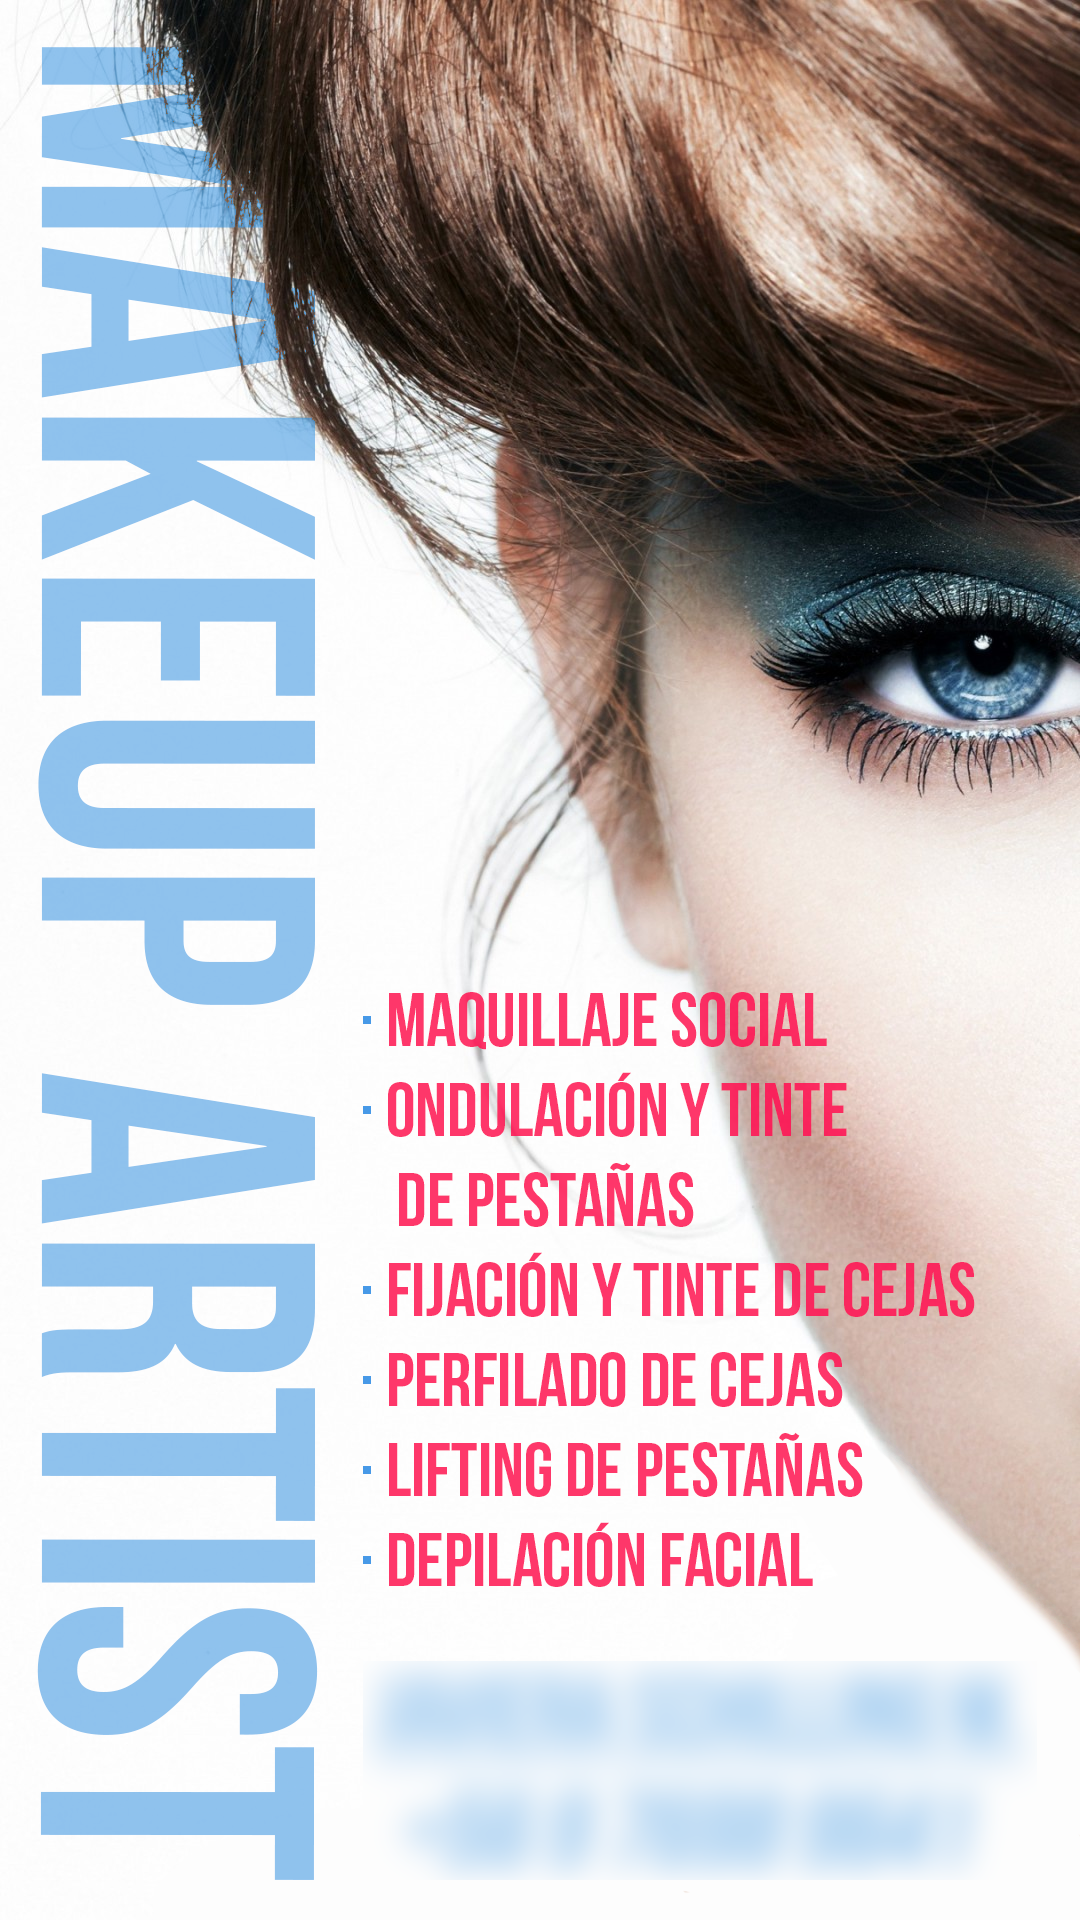 MIAKEUP ARTIST
· MAQUILLAJE SOCIAL
· ONDULACIÓN Y TINTE
DE PESTAÑAS
· FIJACIÓN Y TINTE DE CEJAS
· PERFILADO DE CEJAS
· LIFTING DE PESTAÑAS
· DEPILACIÓN FACIAL